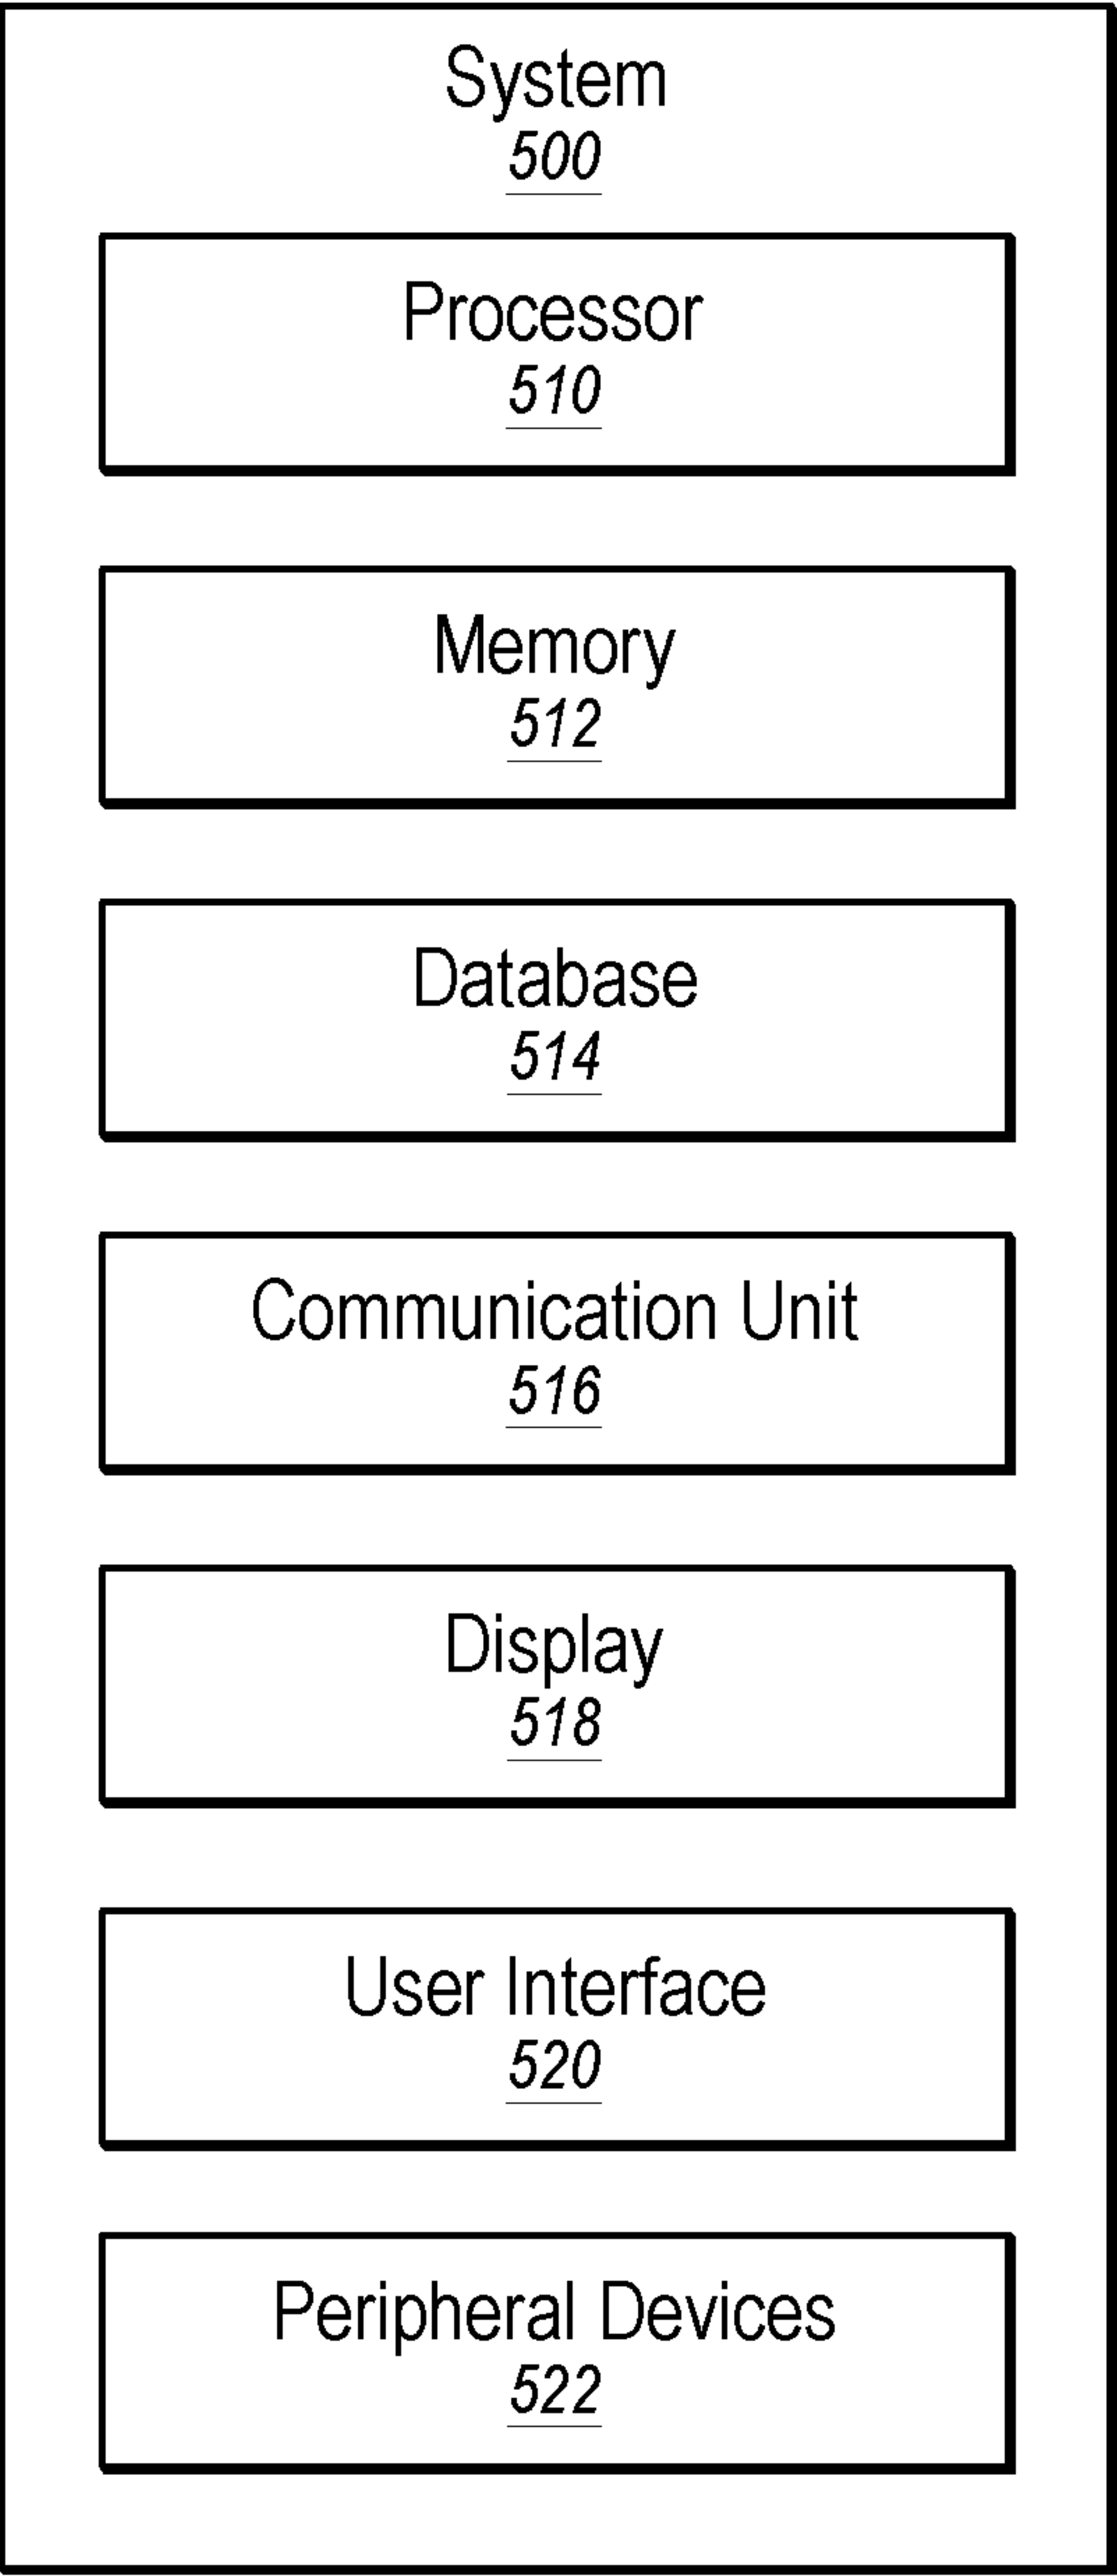 System
500
Processor
510
Memory
512
Database
514
Communication Unit
516
Display
518
User Interface
520
Peripheral Devices
522